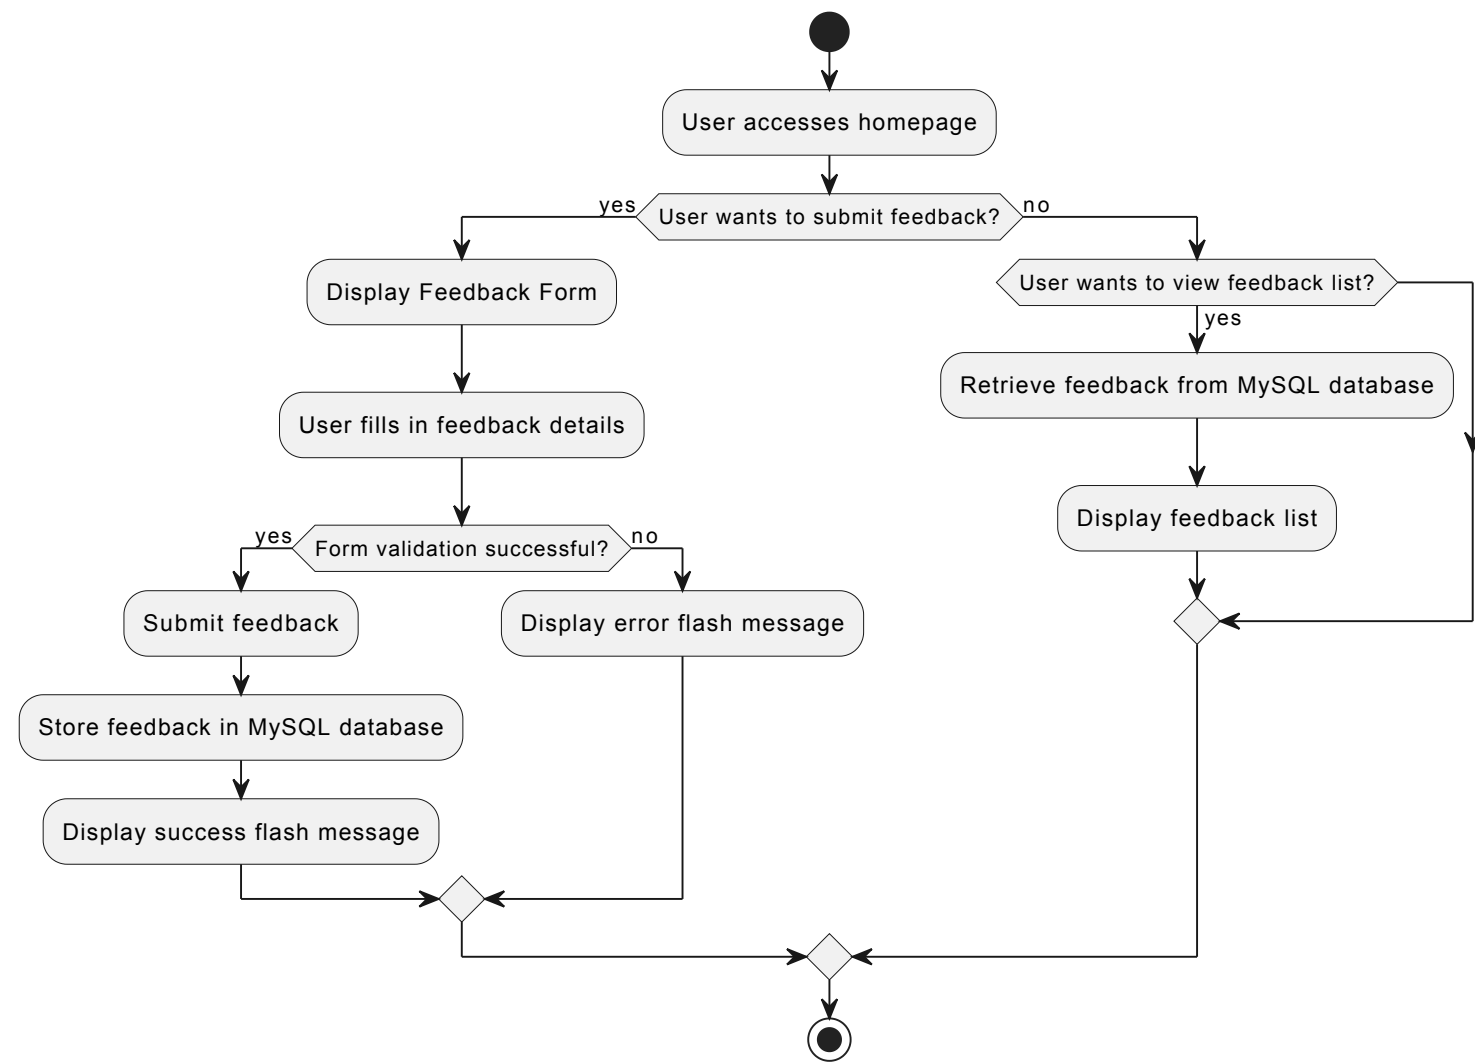 User accesses homepage
yes
User wants to submit feedback?
no
Display Feedback Form
User wants to view feedback list?
yes
Retrieve feedback from MySQL database
User fills in feedback details
Display feedback list
yes
Form validation successful?
no
Submit feedback
Display error flash message
Store feedback in MySQL database
Display success flash message